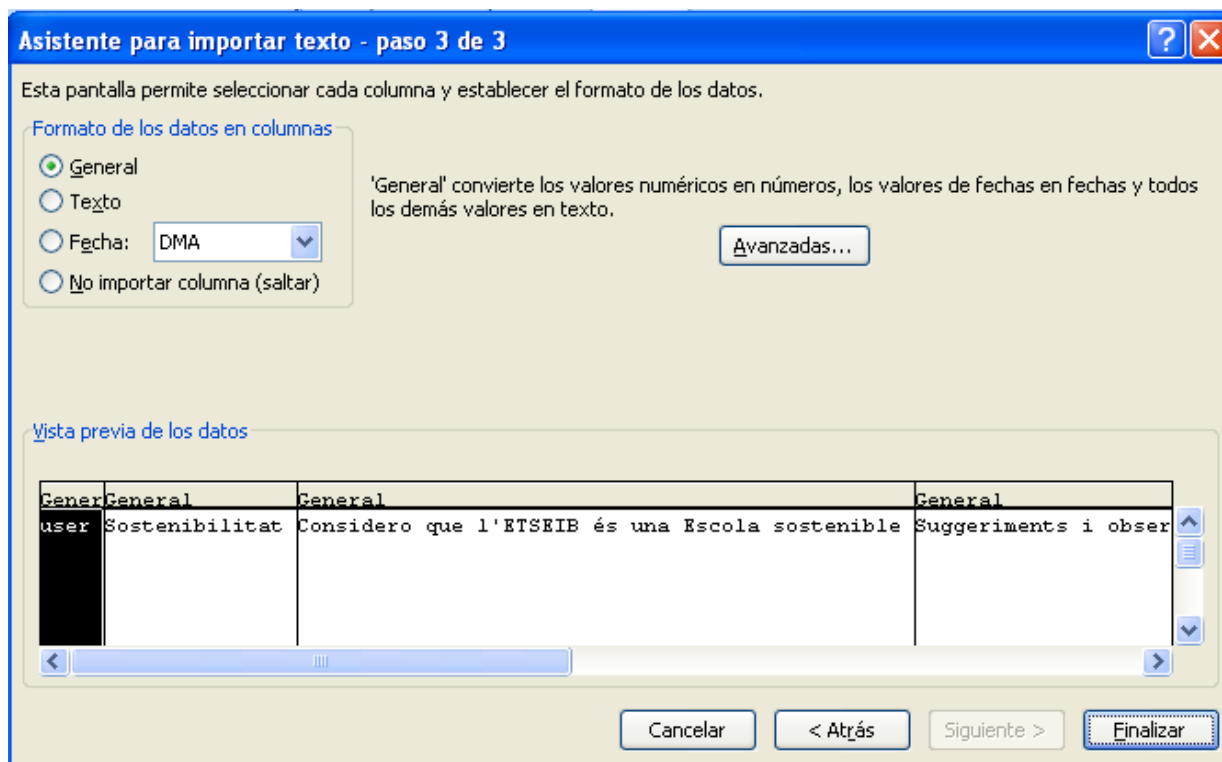 Asistente para importar texto - paso 3 de 3
Esta pantalla permite seleccionar cada columna y establecer el formato de los datos.
Formato de los datos en columnas
General
Texto
Fecha: DMA
No importar columna (saltar)
'General' convierte los valores numéricos en números, los valores de fechas en fechas y todos
los demás valores en texto.
Avanzadas...
Vista previa de los datos
Gener General General General
user Sostenibilitat Considero que l'ETSEIB és una Escola sostenible Suggeriments i obser
Cancelar < Atrás Siguiente > Finalizar